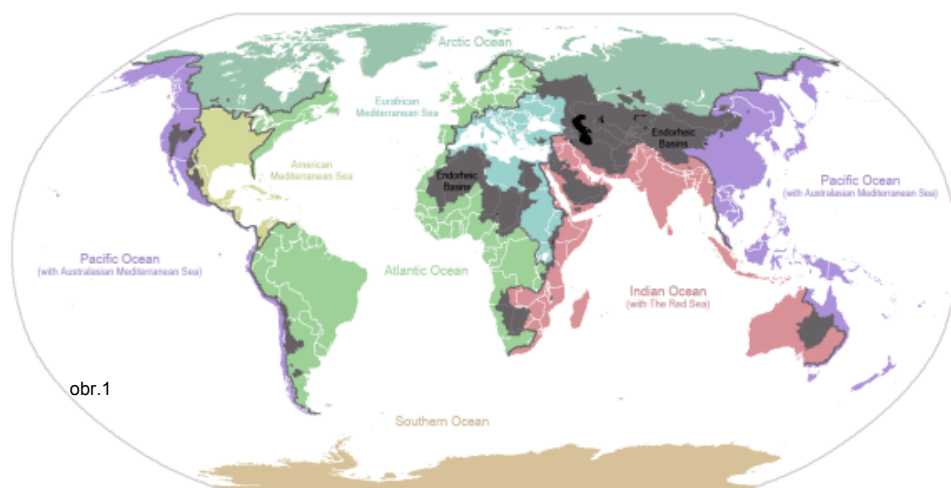 Arctic Ocean
Eurafrican
Mediterranean Sea
Endorheic
Basins
American
Mediterranean Sea
Endorheic
Basins
Pacific Ocean
(with Australasian Mediterranean Sea)
Pacific Ocean
(with Australasian Mediterranean Sea)
Atlantic Ocean
Indian Ocean
(with The Red Sea)
obr.1
Southern Ocean